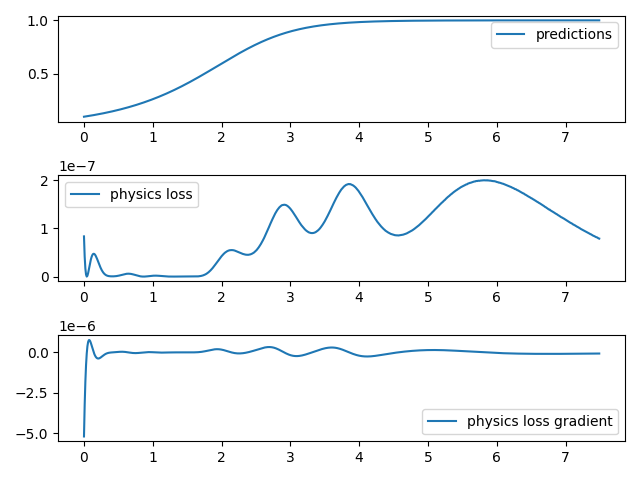 1.0
predictions
0.5
0 1 2 3 4 5 6 7
1e−7
2
physics loss
1
0
0 1 2 3 4 5 6 7
1e−6
0.0
−2.5
physics loss gradient
−5.0
0 1 2 3 4 5 6 7